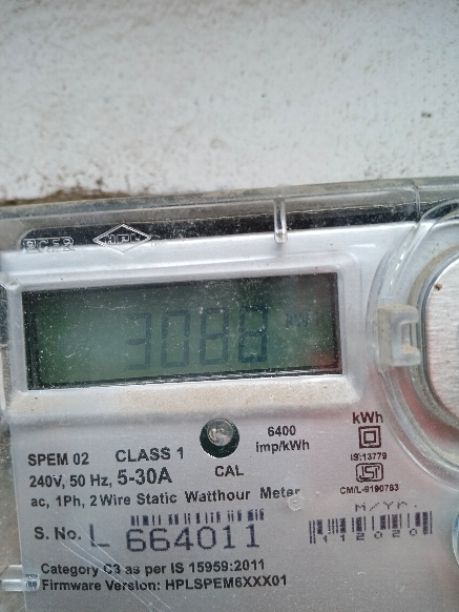 3088
6400
imp/kWh
kWh
SPEM 02 CLASS 1
IS:13779
240V, 50 Hz, 5-30A
CAL
CM/L-9190763
ac, 1Ph, 2 Wire Static Watthour Meter
M/YR.
S. No. L 664011
112020
Category C3 as per IS 15959:2011
Firmware Version: HPLSPEM6XXX01